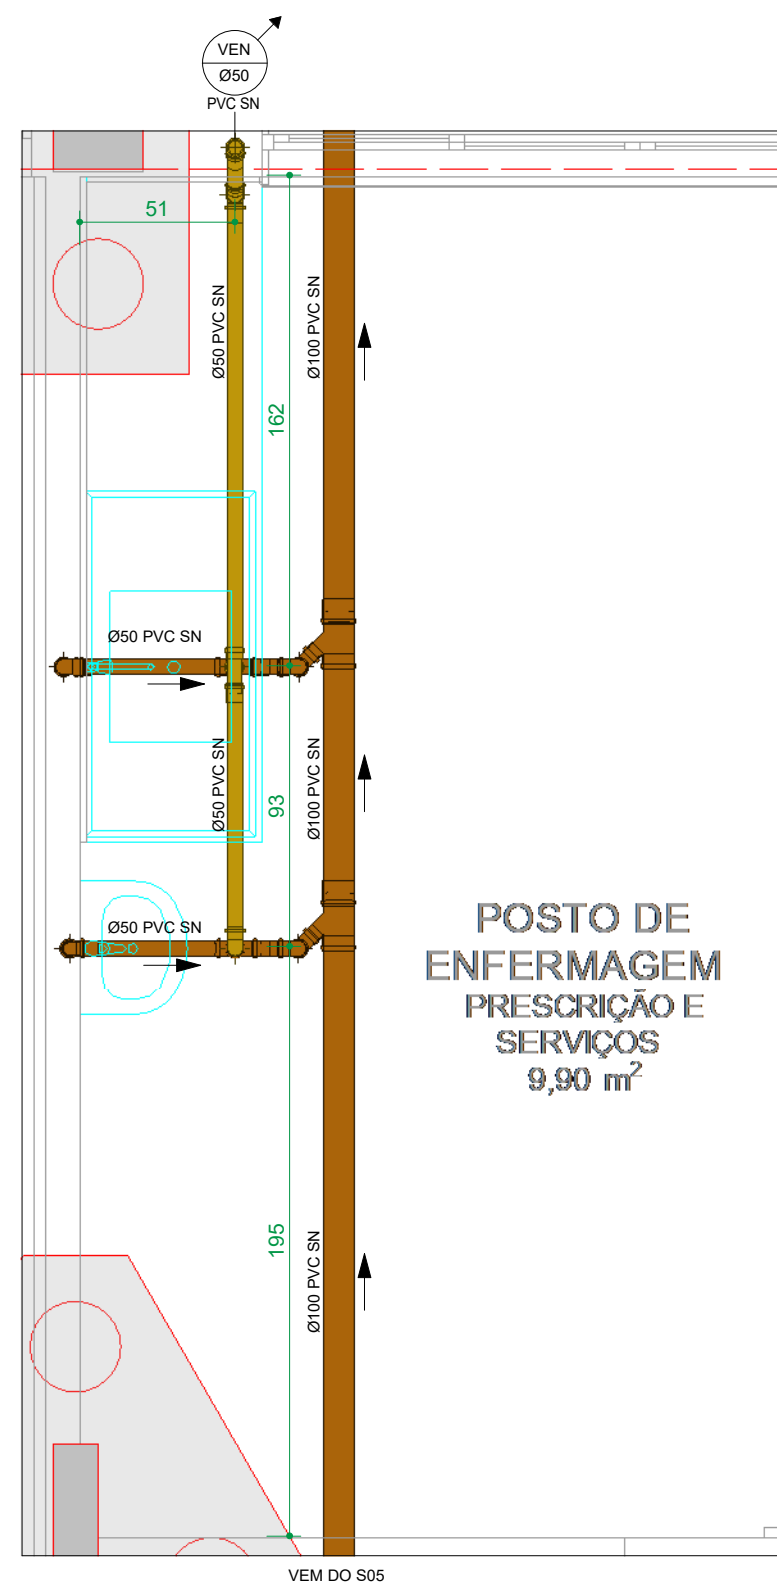 VEN
Ø50
PVC SN
51
Ø50 PVC SN
Ø100 PVC SN
162
Ø50 PVC SN
Ø50 PVC SN
93
Ø100 PVC SN
Ø50 PVC SN
POSTO DE
ENFERMAGEM
PRESCRIÇÃO E
SERVIÇOS
9,90 m²
195
Ø100 PVC SN
VEM DO S05